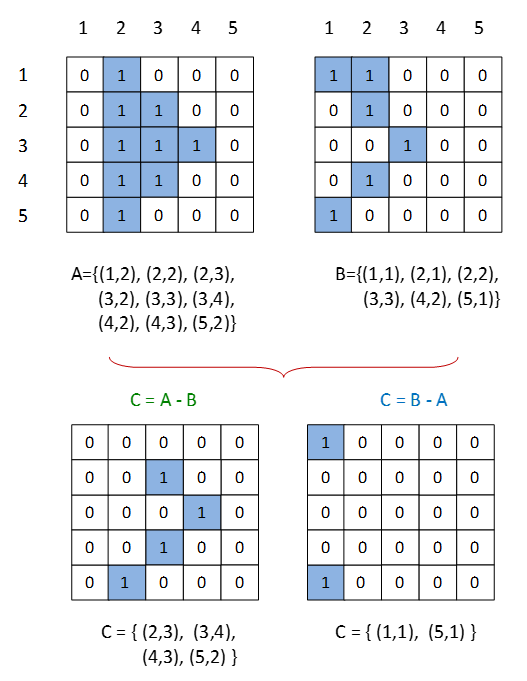 1 2 3 4 5 1 2 3 4 5
1 0 1 0 0 0 1 1 0 0 0
2 0 1 1 0 0 0 1 0 0 0
3 0 1 1 1 0 0 0 1 0 0
4 0 1 1 0 0 0 1 0 0 0
5 0 1 0 0 0 1 0 0 0 0
A={(1,2), (2,2), (2,3),
(3,2), (3,3), (3,4),
(4,2), (4,3), (5,2)}
B={(1,1), (2,1), (2,2),
(3,3), (4,2), (5,1)}
C = A - B
C = B - A
0 0 0 0 0 1 0 0 0 0
0 0 1 0 0 0 0 0 0 0
0 0 0 1 0 0 0 0 0 0
0 0 1 0 0 0 0 0 0 0
0 1 0 0 0 1 0 0 0 0
C = { (2,3), (3,4),
(4,3), (5,2) }
C = { (1,1), (5,1) }